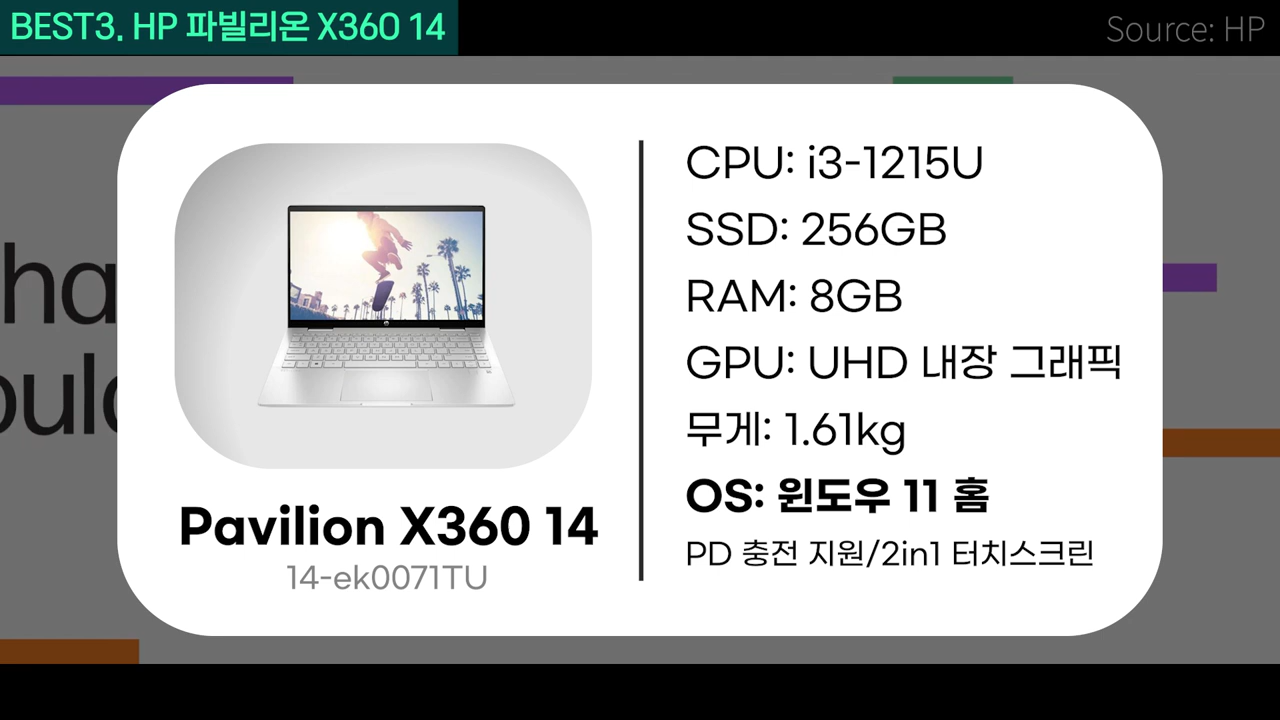 BEST3. HP 파빌리온 X360 14
Source: HP
ha
ould
Pavilion X360 14
14-ek0071TU
CPU: i3-1215U
SSD: 256GB
RAM: 8GB
GPU: UHD 내장 그래픽
무게: 1.61kg
OS: 윈도우 11 홈
PD 충전 지원/2in1 터치스크린